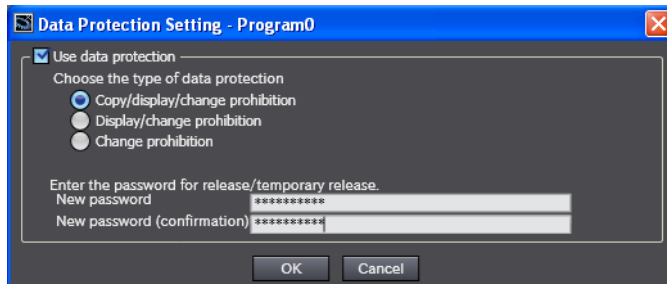 Data Protection Setting - Program0
Use data protection
Choose the type of data protection
Copy/display/change prohibition
Display/change prohibition
Change prohibition
Enter the password for release/temporary release.
New password **********
New password (confirmation) **********
OK Cancel